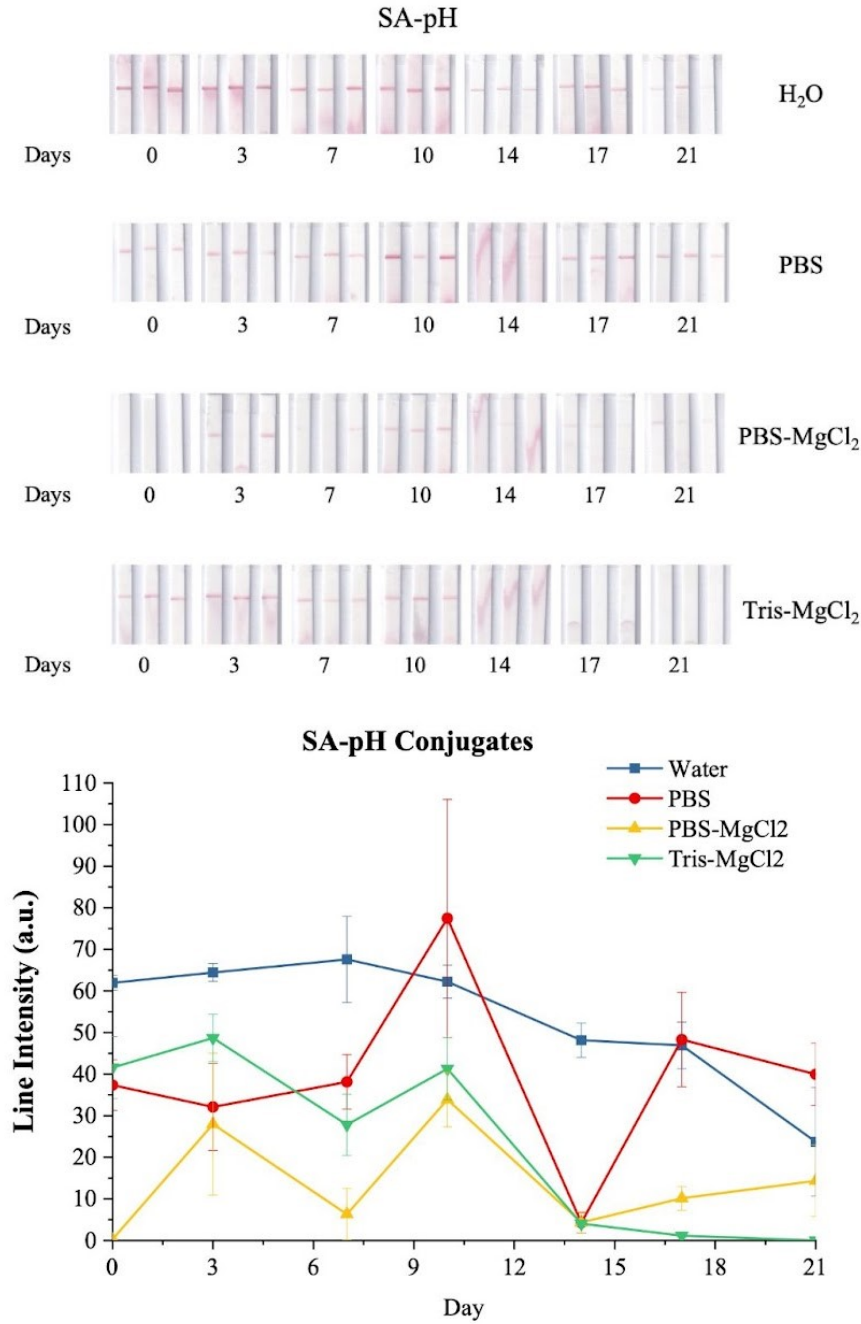 SA-pH
H₂O
Days 0 3 7 10 14 17 21
PBS
Days 0 3 7 10 14 17 21
PBS-MgCl₂
Days 0 3 7 10 14 17 21
Tris-MgCl₂
Days 0 3 7 10 14 17 21
SA-pH Conjugates
Water
PBS
PBS-MgCl2
Tris-MgCl2
Line Intensity (a.u.)
110
100
90
80
70
60
50
40
30
20
10
0
0 3 6 9 12 15 18 21
Day